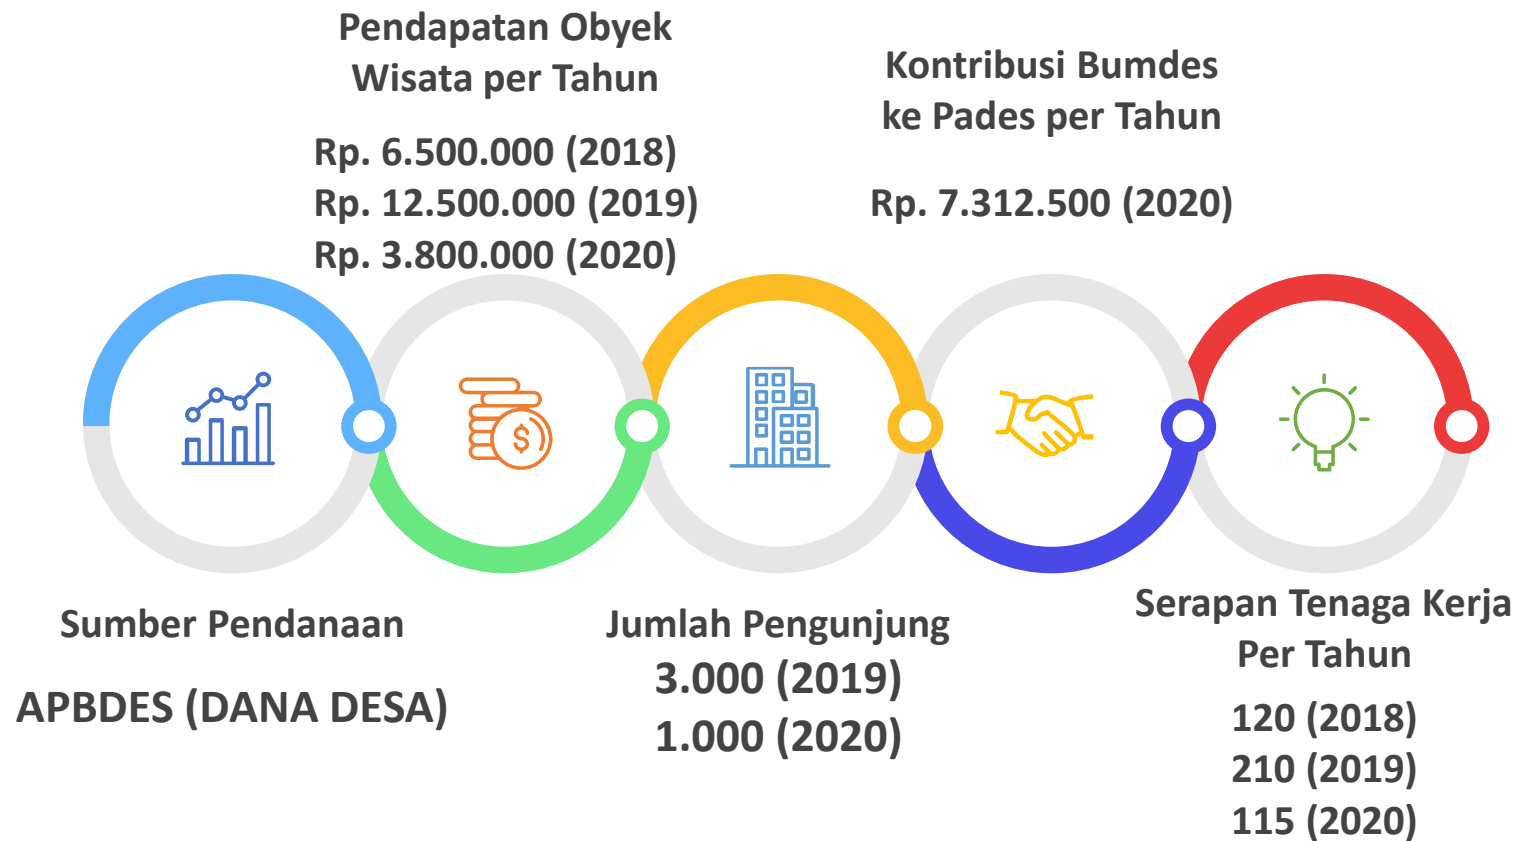 Pendapatan Obyek
Wisata per Tahun
Rp. 6.500.000 (2018)
Rp. 12.500.000 (2019)
Rp. 3.800.000 (2020)
Kontribusi Bumdes
ke Pades per Tahun
Rp. 7.312.500 (2020)
$
Sumber Pendanaan
APBDES (DANA DESA)
Jumlah Pengunjung
3.000 (2019)
1.000 (2020)
Serapan Tenaga Kerja
Per Tahun
120 (2018)
210 (2019)
115 (2020)